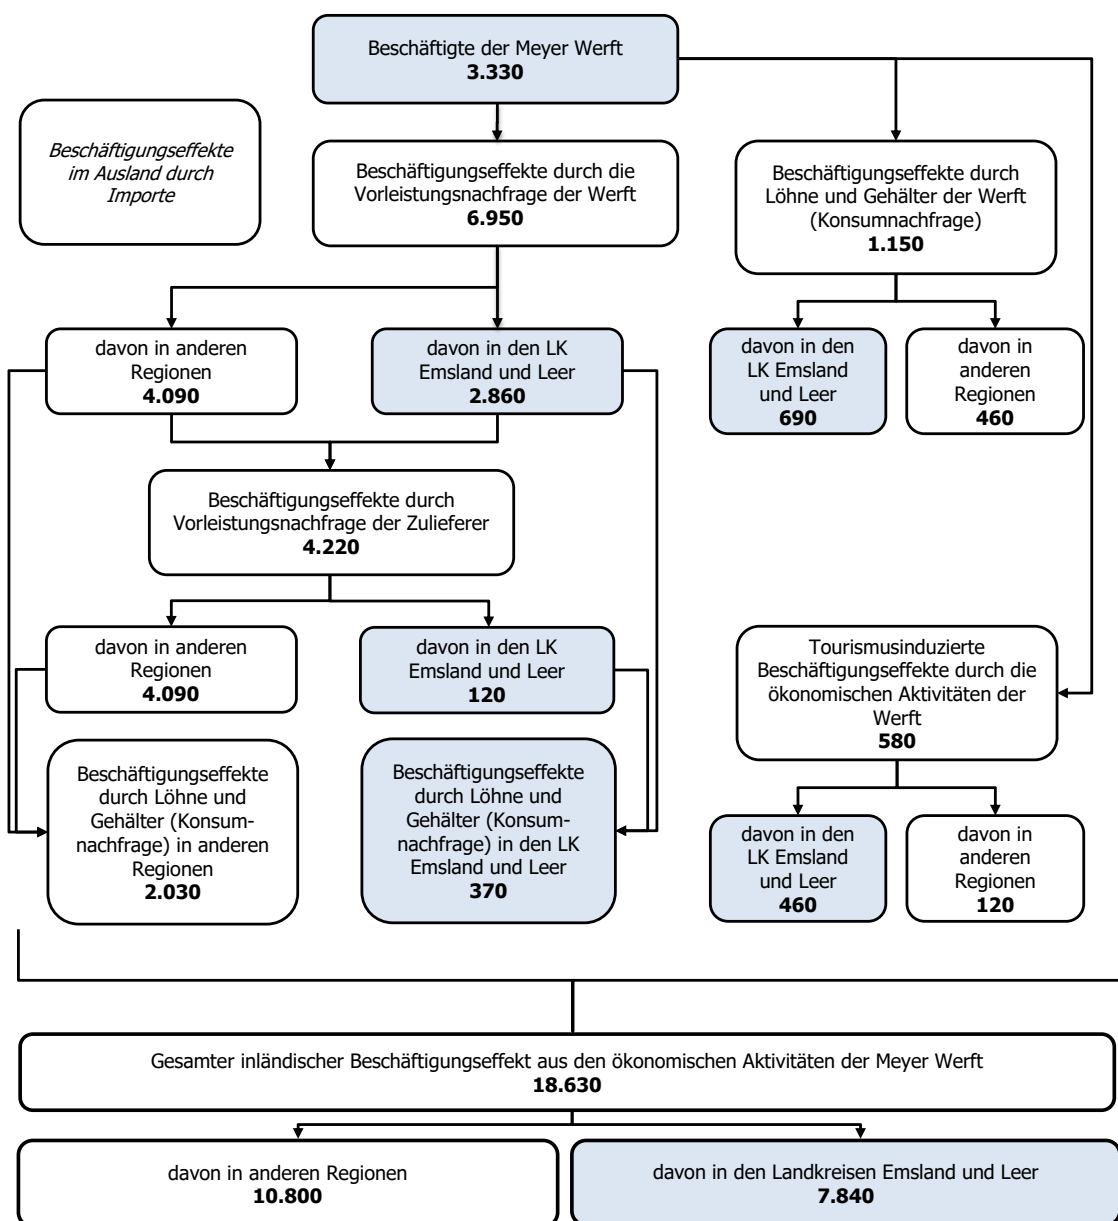 Beschäftigte der Meyer Werft
3.330
Beschäftigungseffekte
im Ausland durch
Importe
Beschäftigungseffekte durch die
Vorleistungsnachfrage der Werft
6.950
Beschäftigungseffekte durch
Löhne und Gehälter der Werft
(Konsumnachfrage)
1.150
davon in anderen
Regionen
4.090
davon in den LK
Emsland und Leer
2.860
davon in den
LK Emsland
und Leer
690
davon in
anderen
Regionen
460
Beschäftigungseffekte durch
Vorleistungsnachfrage der Zulieferer
4.220
davon in anderen
Regionen
4.090
davon in den LK
Emsland und Leer
120
Tourismusinduzierte
Beschäftigungseffekte durch die
ökonomischen Aktivitäten der
Werft
580
Beschäftigungseffekte
durch Löhne und
Gehälter (Konsum-
nachfrage) in anderen
Regionen
2.030
Beschäftigungseffekte
durch Löhne und
Gehälter (Konsum-
nachfrage) in den LK
Emsland und Leer
370
davon in den
LK Emsland
und Leer
460
davon in
anderen
Regionen
120
Gesamter inländischer Beschäftigungseffekt aus den ökonomischen Aktivitäten der Meyer Werft
18.630
davon in anderen Regionen
10.800
davon in den Landkreisen Emsland und Leer
7.840